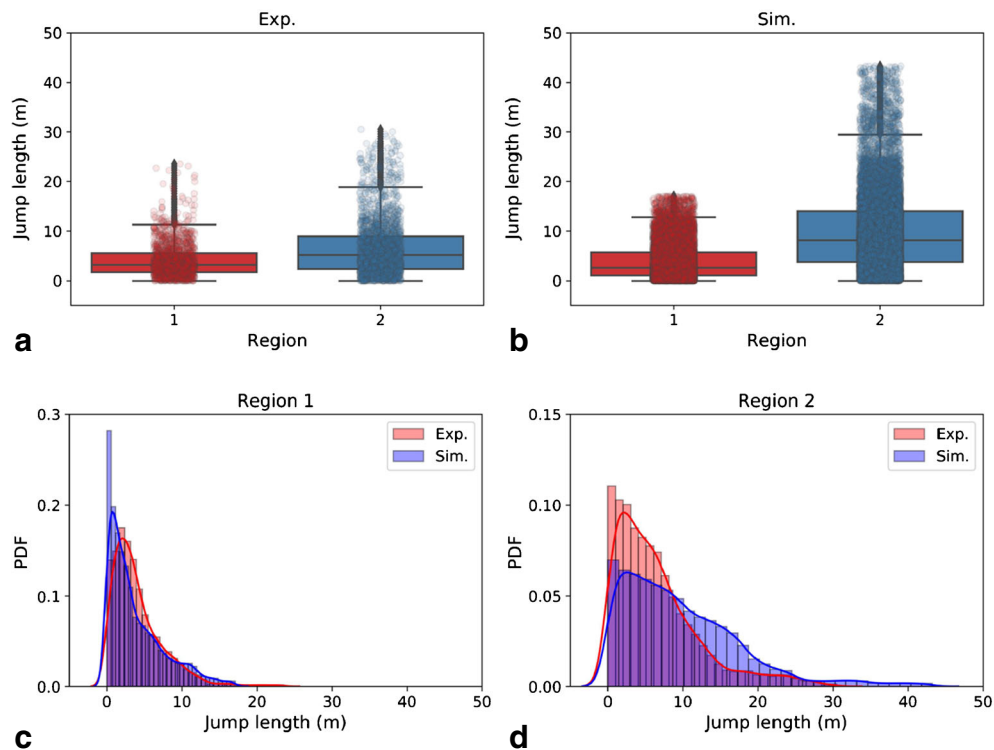 Exp.
50
40
30
20
10
0
Jump length (m)
1
2
Region
a
Sim.
50
40
30
20
10
0
Jump length (m)
1
2
Region
b
Region 1
0.3
0.2
0.1
0.0
PDF
Exp.
Sim.
0
10
20
30
40
50
Jump length (m)
c
Region 2
0.15
0.10
0.05
0.00
PDF
Exp.
Sim.
0
10
20
30
40
50
Jump length (m)
d